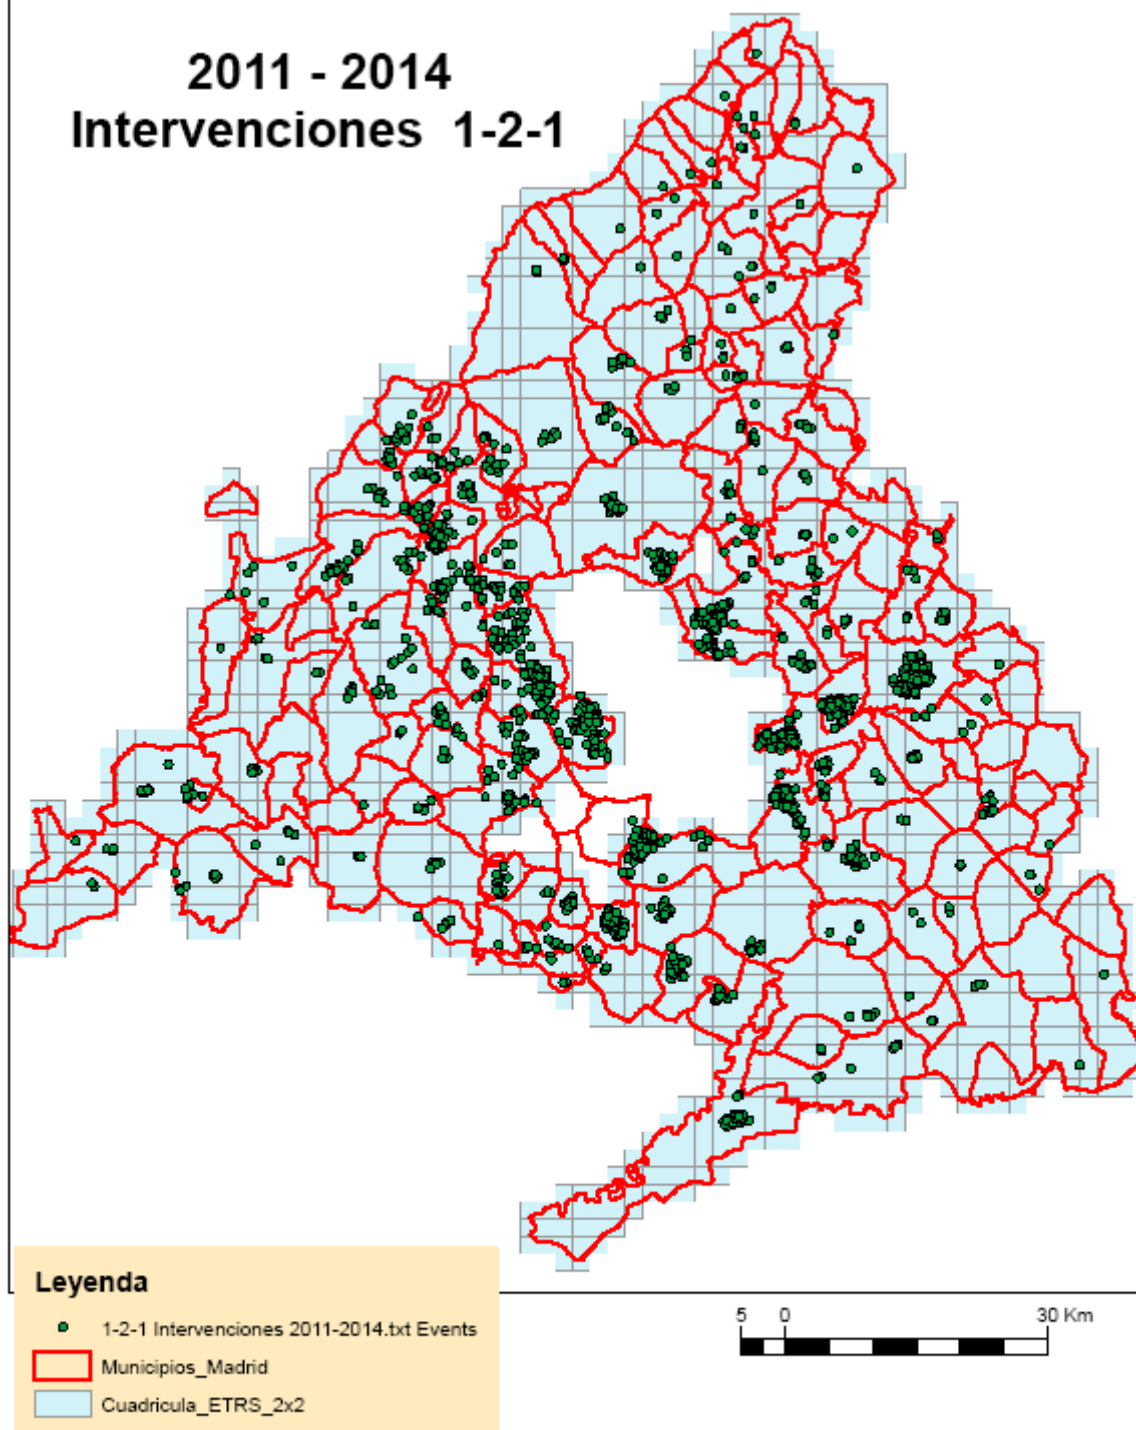 2011 - 2014
Intervenciones 1-2-1
Leyenda
1-2-1 Intervenciones 2011-2014.txt Events
Municipios_Madrid
Cuadricula_ETRS_2x2
5 0 30 Km